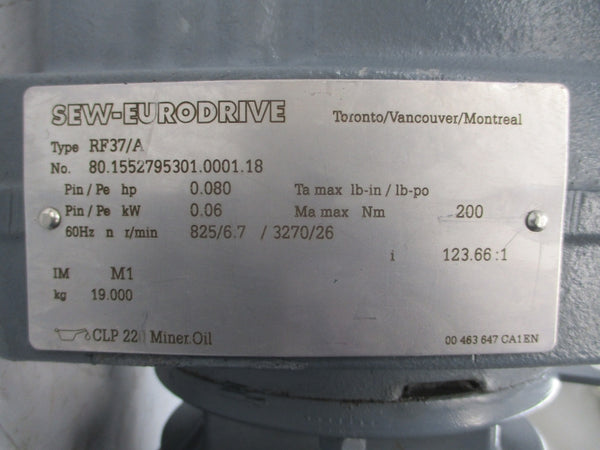 SEW-EURODRIVE Toronto/Vancouver/Montreal
Type RF37/A
No. 80.1552795301.0001.18
Pin/Pe hp 0.080 Ta max lb-in / lb-po
Pin/Pe kW 0.06 Ma max Nm 200
60Hz n r/min 825/6.7 / 3270/26
i 123.66:1
IM M1
kg 19.000
CLP 220 Miner.Oil 00 463 647 CA1EN